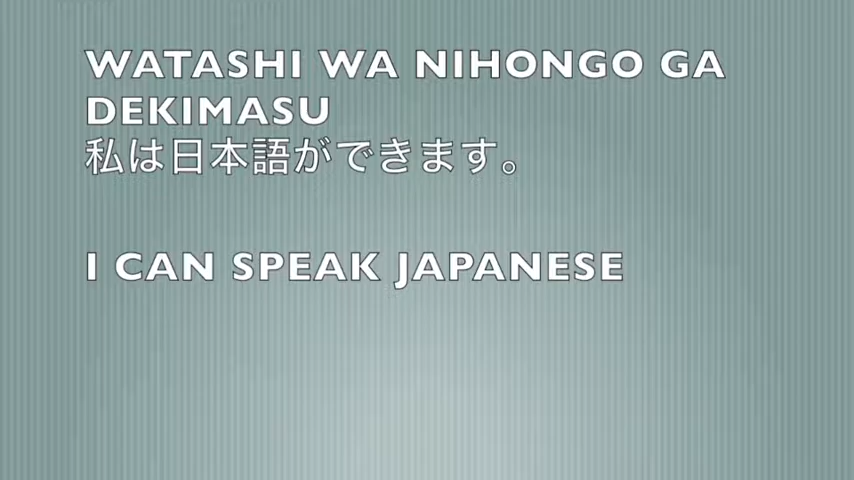 WATASHI WA NIHONGO GA
DEKIMASU
私は日本語ができます。
I CAN SPEAK JAPANESE